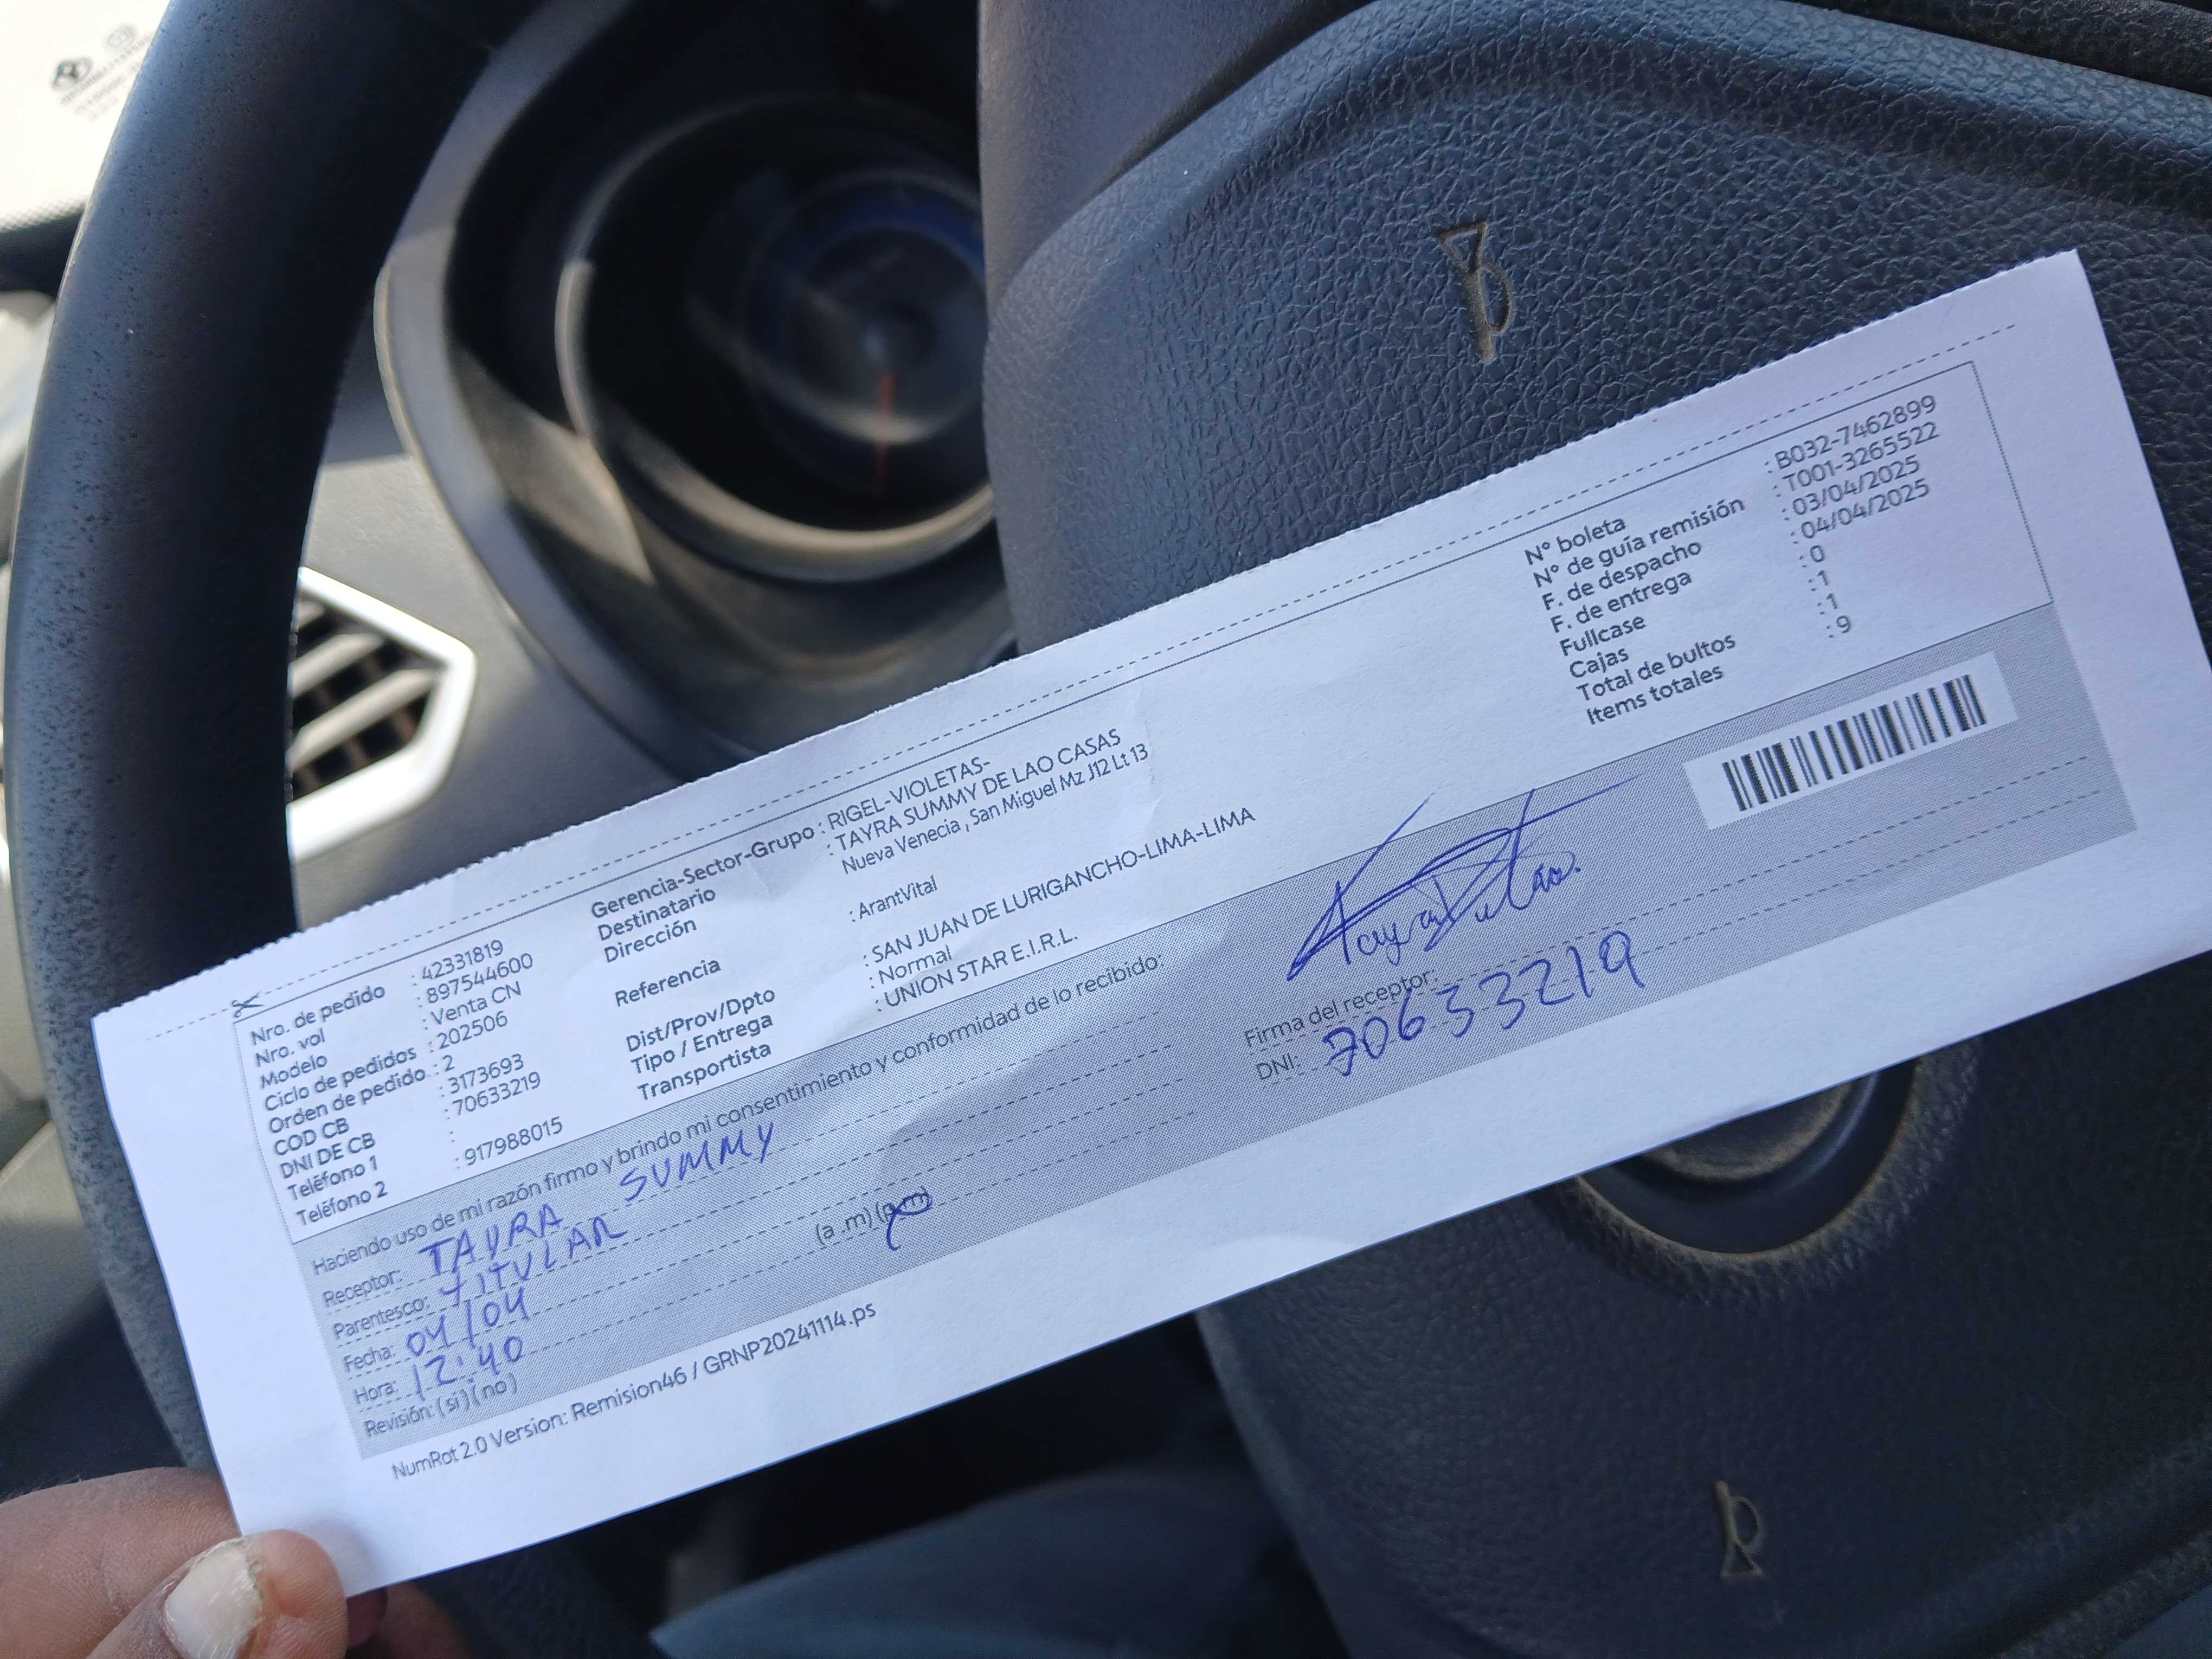 Nro. de pedido : 42331819
Nro. vol : 897544600
Modelo : Venta CN
Ciclo de pedidos : 202506
Orden de pedido : 2
COD CB : 3173693
DNI DE CB : 70633219
Teléfono 1 :
Teléfono 2 : 917988015
Gerencia-Sector-Grupo : RIGEL-VIOLETAS-
Destinatario : TAYRA SUMMY DE LAO CASAS
Dirección Nueva Venecia , San Miguel Mz J12 Lt 13
Referencia : ArantVital
Dist/Prov/Dpto : SAN JUAN DE LURIGANCHO-LIMA-LIMA
Tipo / Entrega : Normal
Transportista : UNION STAR E.I.R.L.
N° boleta : B032-7462899
N° de guía remisión : T001-3265522
F. de despacho : 03/04/2025
F. de entrega : 04/04/2025
Fullcase : 0
Cajas : 1
Total de bultos : 1
Items totales : 9
Haciendo uso de mi razón firmo y brindo mi consentimiento y conformidad de lo recibido:
Receptor: TAYRA SUMMY
Parentesco: TITULAR
Fecha: 04/04
Hora: 12:40 (a .m) (p.m)
Revisión: (si) (no)
Firma del receptor:
DNI: 70633219
NumRot 2.0 Version: Remision46 / GRNP20241114.ps